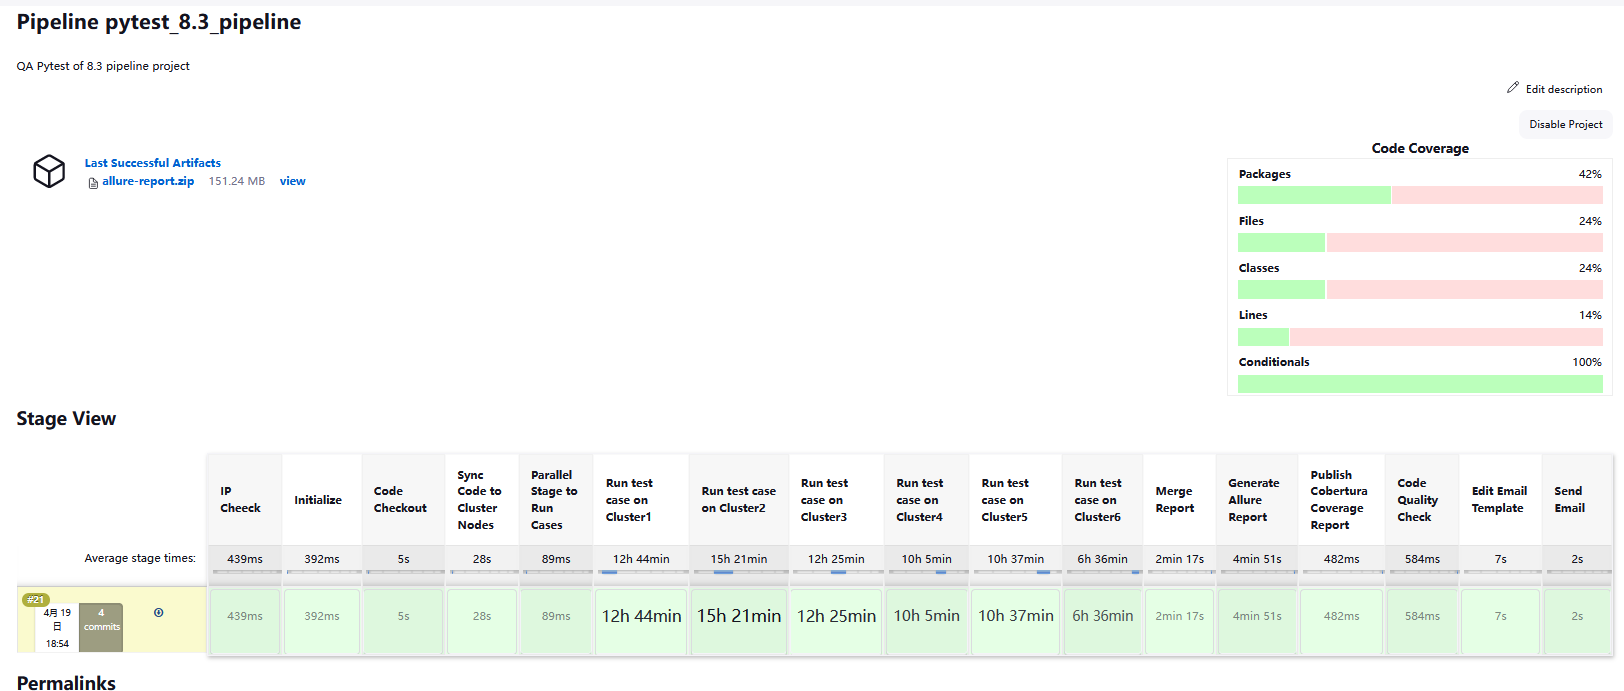 Pipeline pytest_8.3_pipeline
QA Pytest of 8.3 pipeline project
Edit description
Disable Project
Last Successful Artifacts
allure-report.zip 151.24 MB view
Code Coverage
Packages 42%
Files 24%
Classes 24%
Lines 14%
Conditionals 100%
Stage View
IP
Cheeck
Initialize
Code
Checkout
Sync
Code to
Cluster
Nodes
Parallel
Stage to
Run
Cases
Run test
case on
Cluster1
Run test case
on Cluster2
Run test
case on
Cluster3
Run test
case on
Cluster4
Run test
case on
Cluster5
Run test
case on
Cluster6
Merge
Report
Generate
Allure
Report
Publish
Cobertura
Coverage
Report
Code
Quality
Check
Edit Email
Template
Send
Email
Average stage times: 439ms 392ms 5s 28s 89ms 12h 44min 15h 21min 12h 25min 10h 5min 10h 37min 6h 36min 2min 17s 4min 51s 482ms 584ms 7s 2s
#21
4月 19
日
18:54
4
commits
439ms 392ms 5s 28s 89ms 12h 44min 15h 21min 12h 25min 10h 5min 10h 37min 6h 36min 2min 17s 4min 51s 482ms 584ms 7s 2s
Permalinks